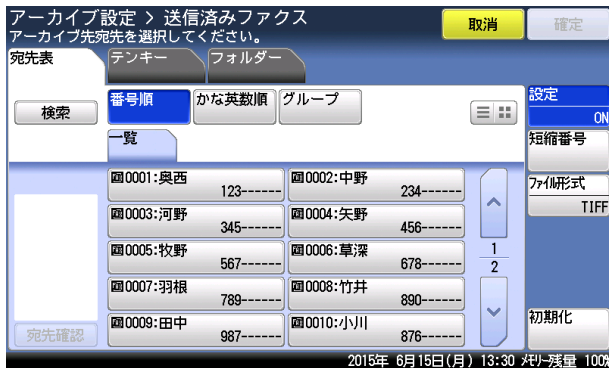 アーカイブ設定 > 送信済みファクス
アーカイブ先宛先を選択してください。
取消
確定
宛先表
テンキー
フォルダー
検索
番号順
かな英数順
グループ
一覧
設定
ON
短縮番号
ファイル形式
TIFF
0001:奥西
123------
0002:中野
234------
0003:河野
345------
0004:矢野
456------
0005:牧野
567------
0006:草深
678------
0007:羽根
789------
0008:竹井
890------
0009:田中
987------
0010:小川
876------
1
2
宛先確認
初期化
2015年 6月15日(月) 13:30 メモリー残量 100%